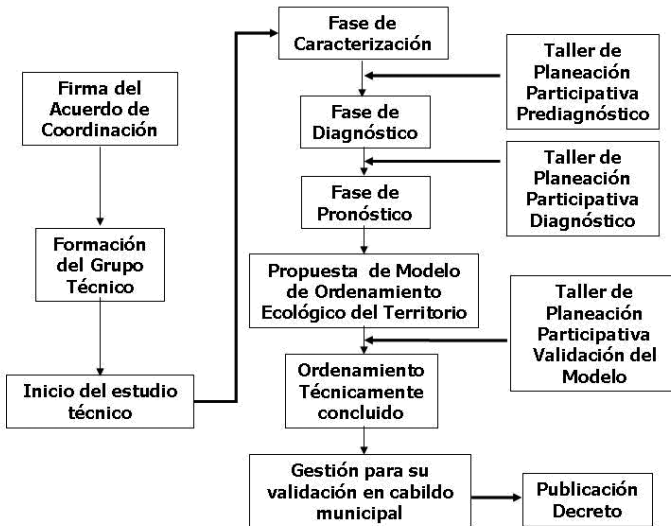 Firma del
Acuerdo de
Coordinación
Formación
del Grupo
Técnico
Inicio del estudio
técnico
Fase de
Caracterización
Taller de
Planeación
Participativa
Prediagnóstico
Fase de
Diagnóstico
Taller de
Planeación
Participativa
Diagnóstico
Fase de
Pronóstico
Propuesta de Modelo
de Ordenamiento
Ecológico del Territorio
Taller de
Planeación
Participativa
Validación del
Modelo
Ordenamiento
Técnicamente
concluido
Gestión para su
validación en cabildo
municipal
Publicación
Decreto